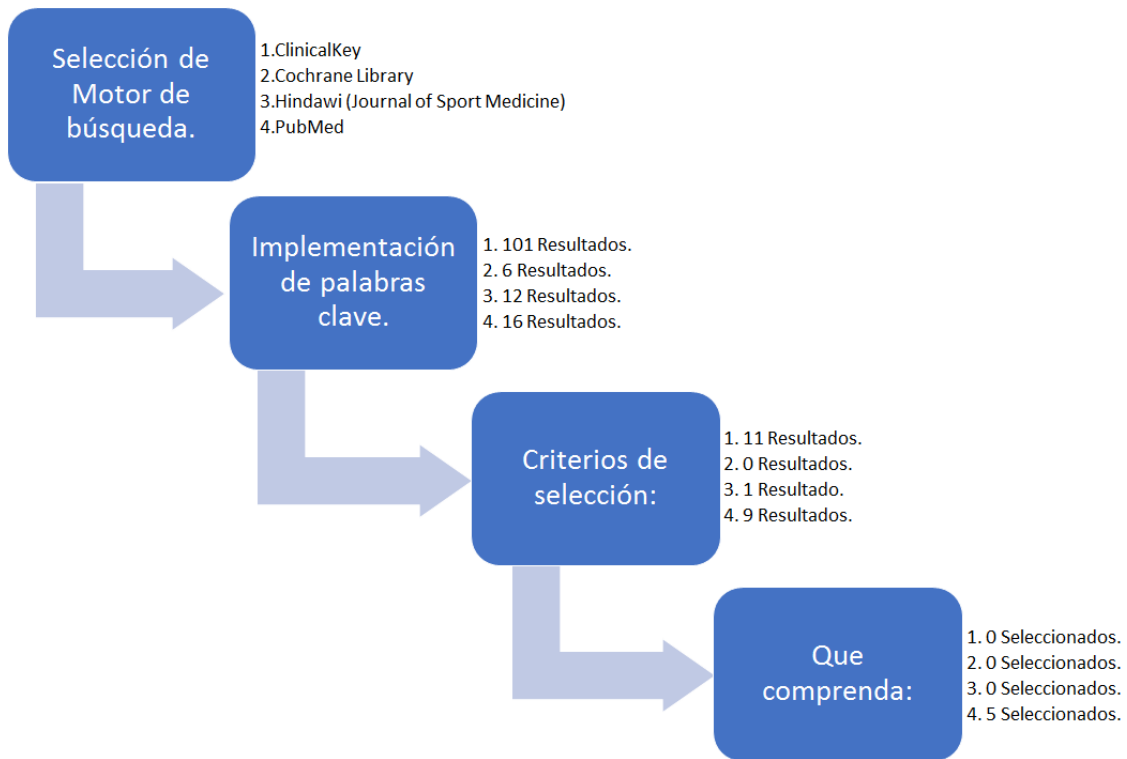 Selección de
Motor de
búsqueda.
1.ClinicalKey
2.Cochrane Library
3.Hindawi (Journal of Sport Medicine)
4.PubMed
Implementación
de palabras
clave.
1. 101 Resultados.
2. 6 Resultados.
3. 12 Resultados.
4. 16 Resultados.
Criterios de
selección:
1. 11 Resultados.
2. 0 Resultados.
3. 1 Resultado.
4. 9 Resultados.
Que
comprenda:
1. 0 Seleccionados.
2. 0 Seleccionados.
3. 0 Seleccionados.
4. 5 Seleccionados.